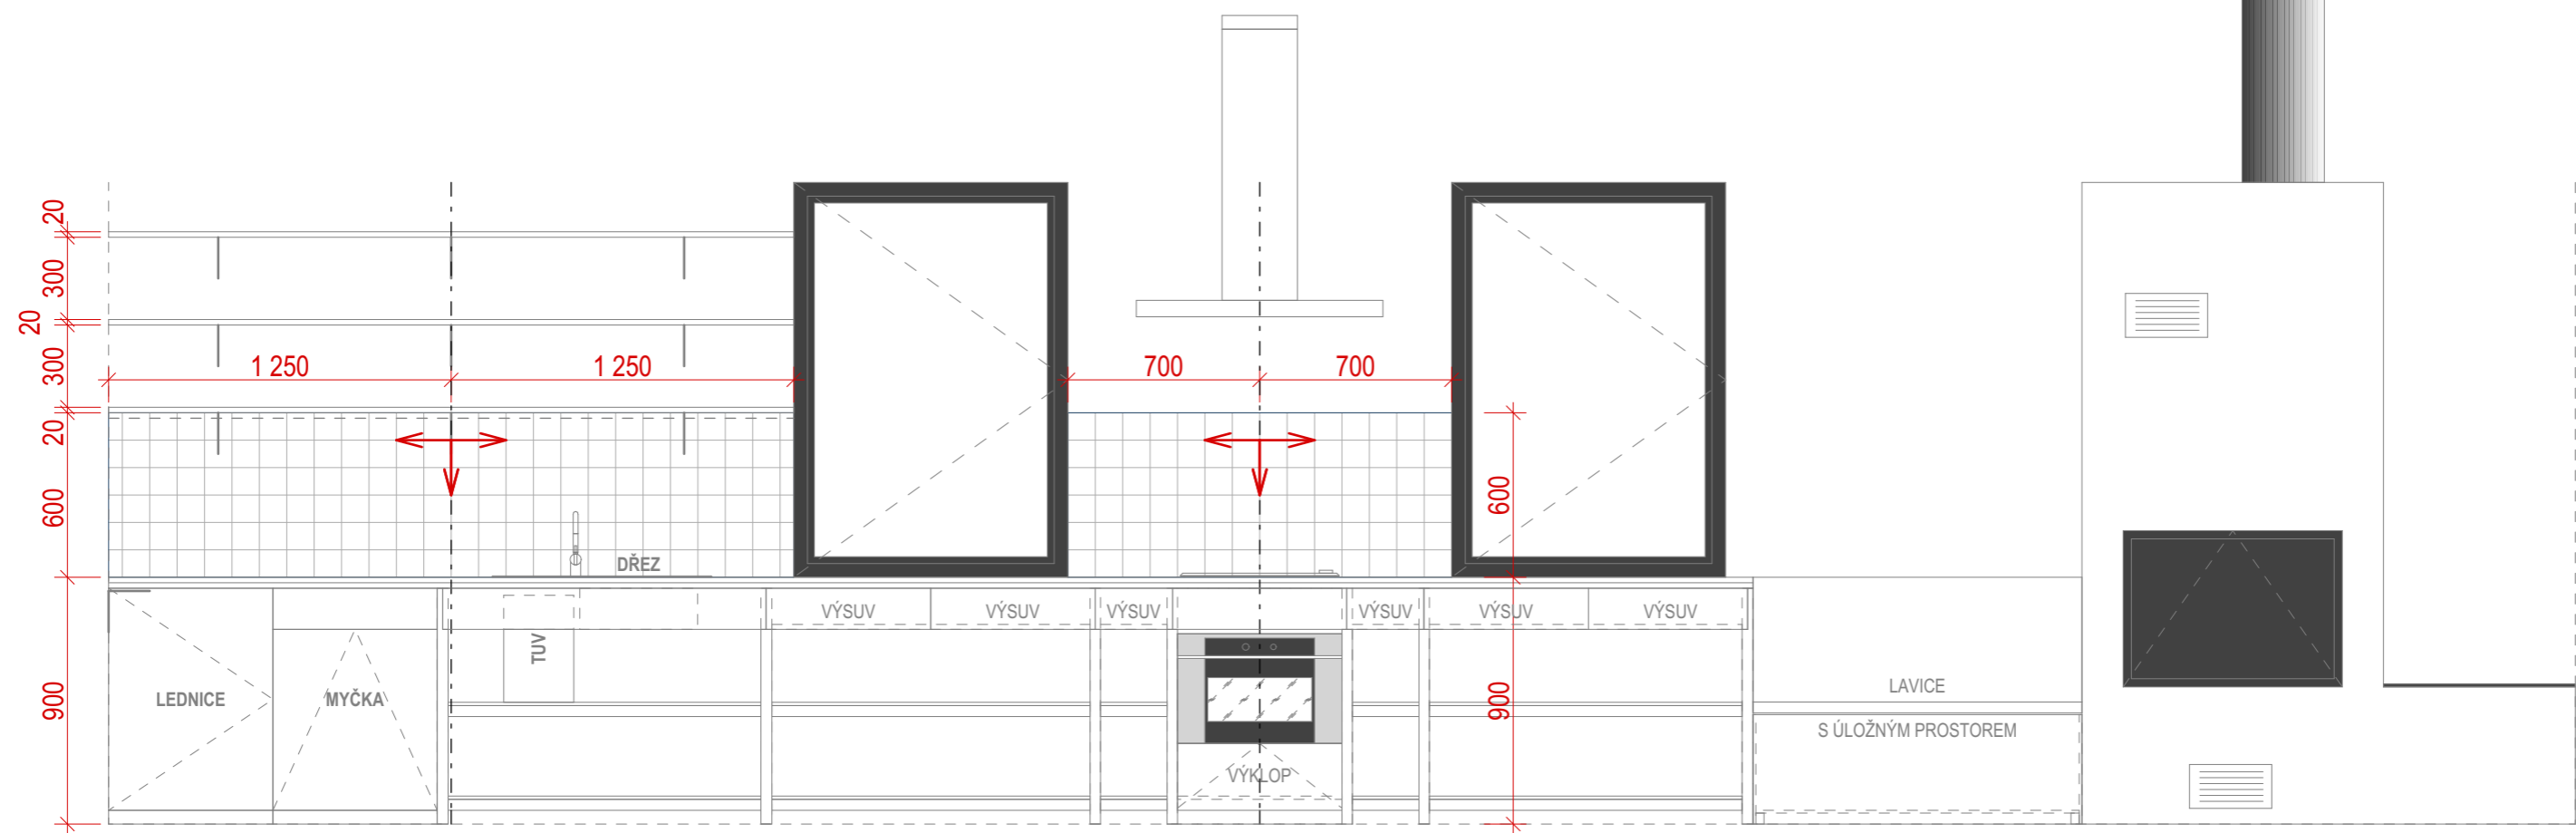 20
300
20
300
1 250
1 250
700
700
20
600
600
DŘEZ
VÝSUV
VÝSUV
VÝSUV
VÝSUV
VÝSUV
VÝSUV
TUV
LEDNICE
MYČKA
900
900
LAVICE
S ÚLOŽNÝM PROSTOREM
VÝKLOP